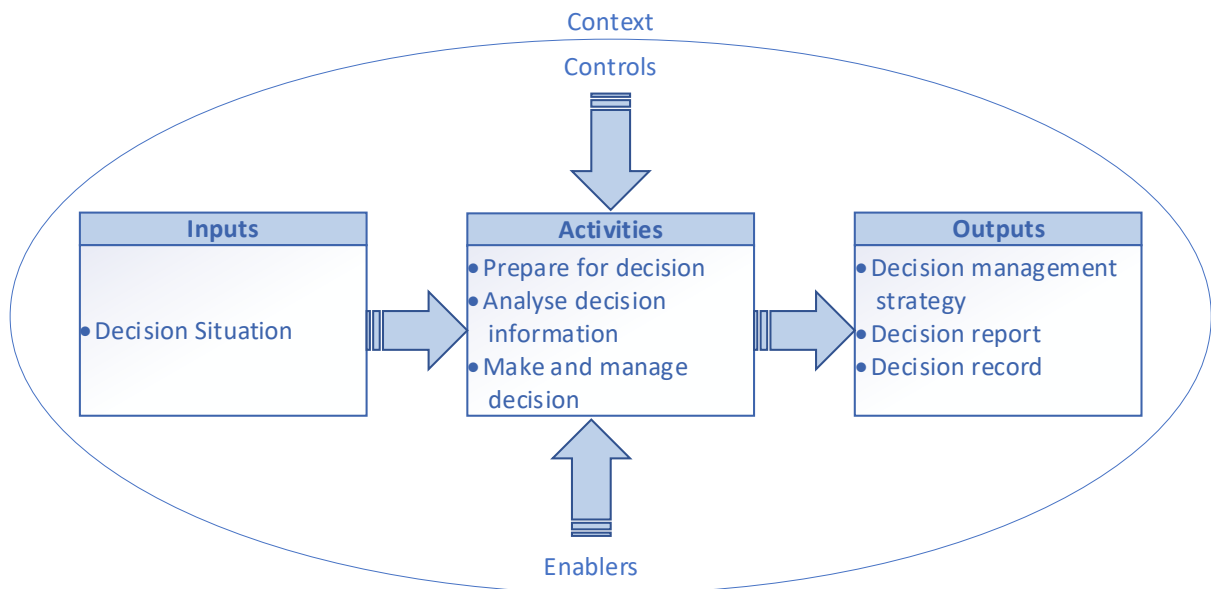 Context
Controls
Inputs
• Decision Situation
Activities
• Prepare for decision
• Analyse decision
information
• Make and manage
decision
Outputs
• Decision management
strategy
• Decision report
• Decision record
Enablers